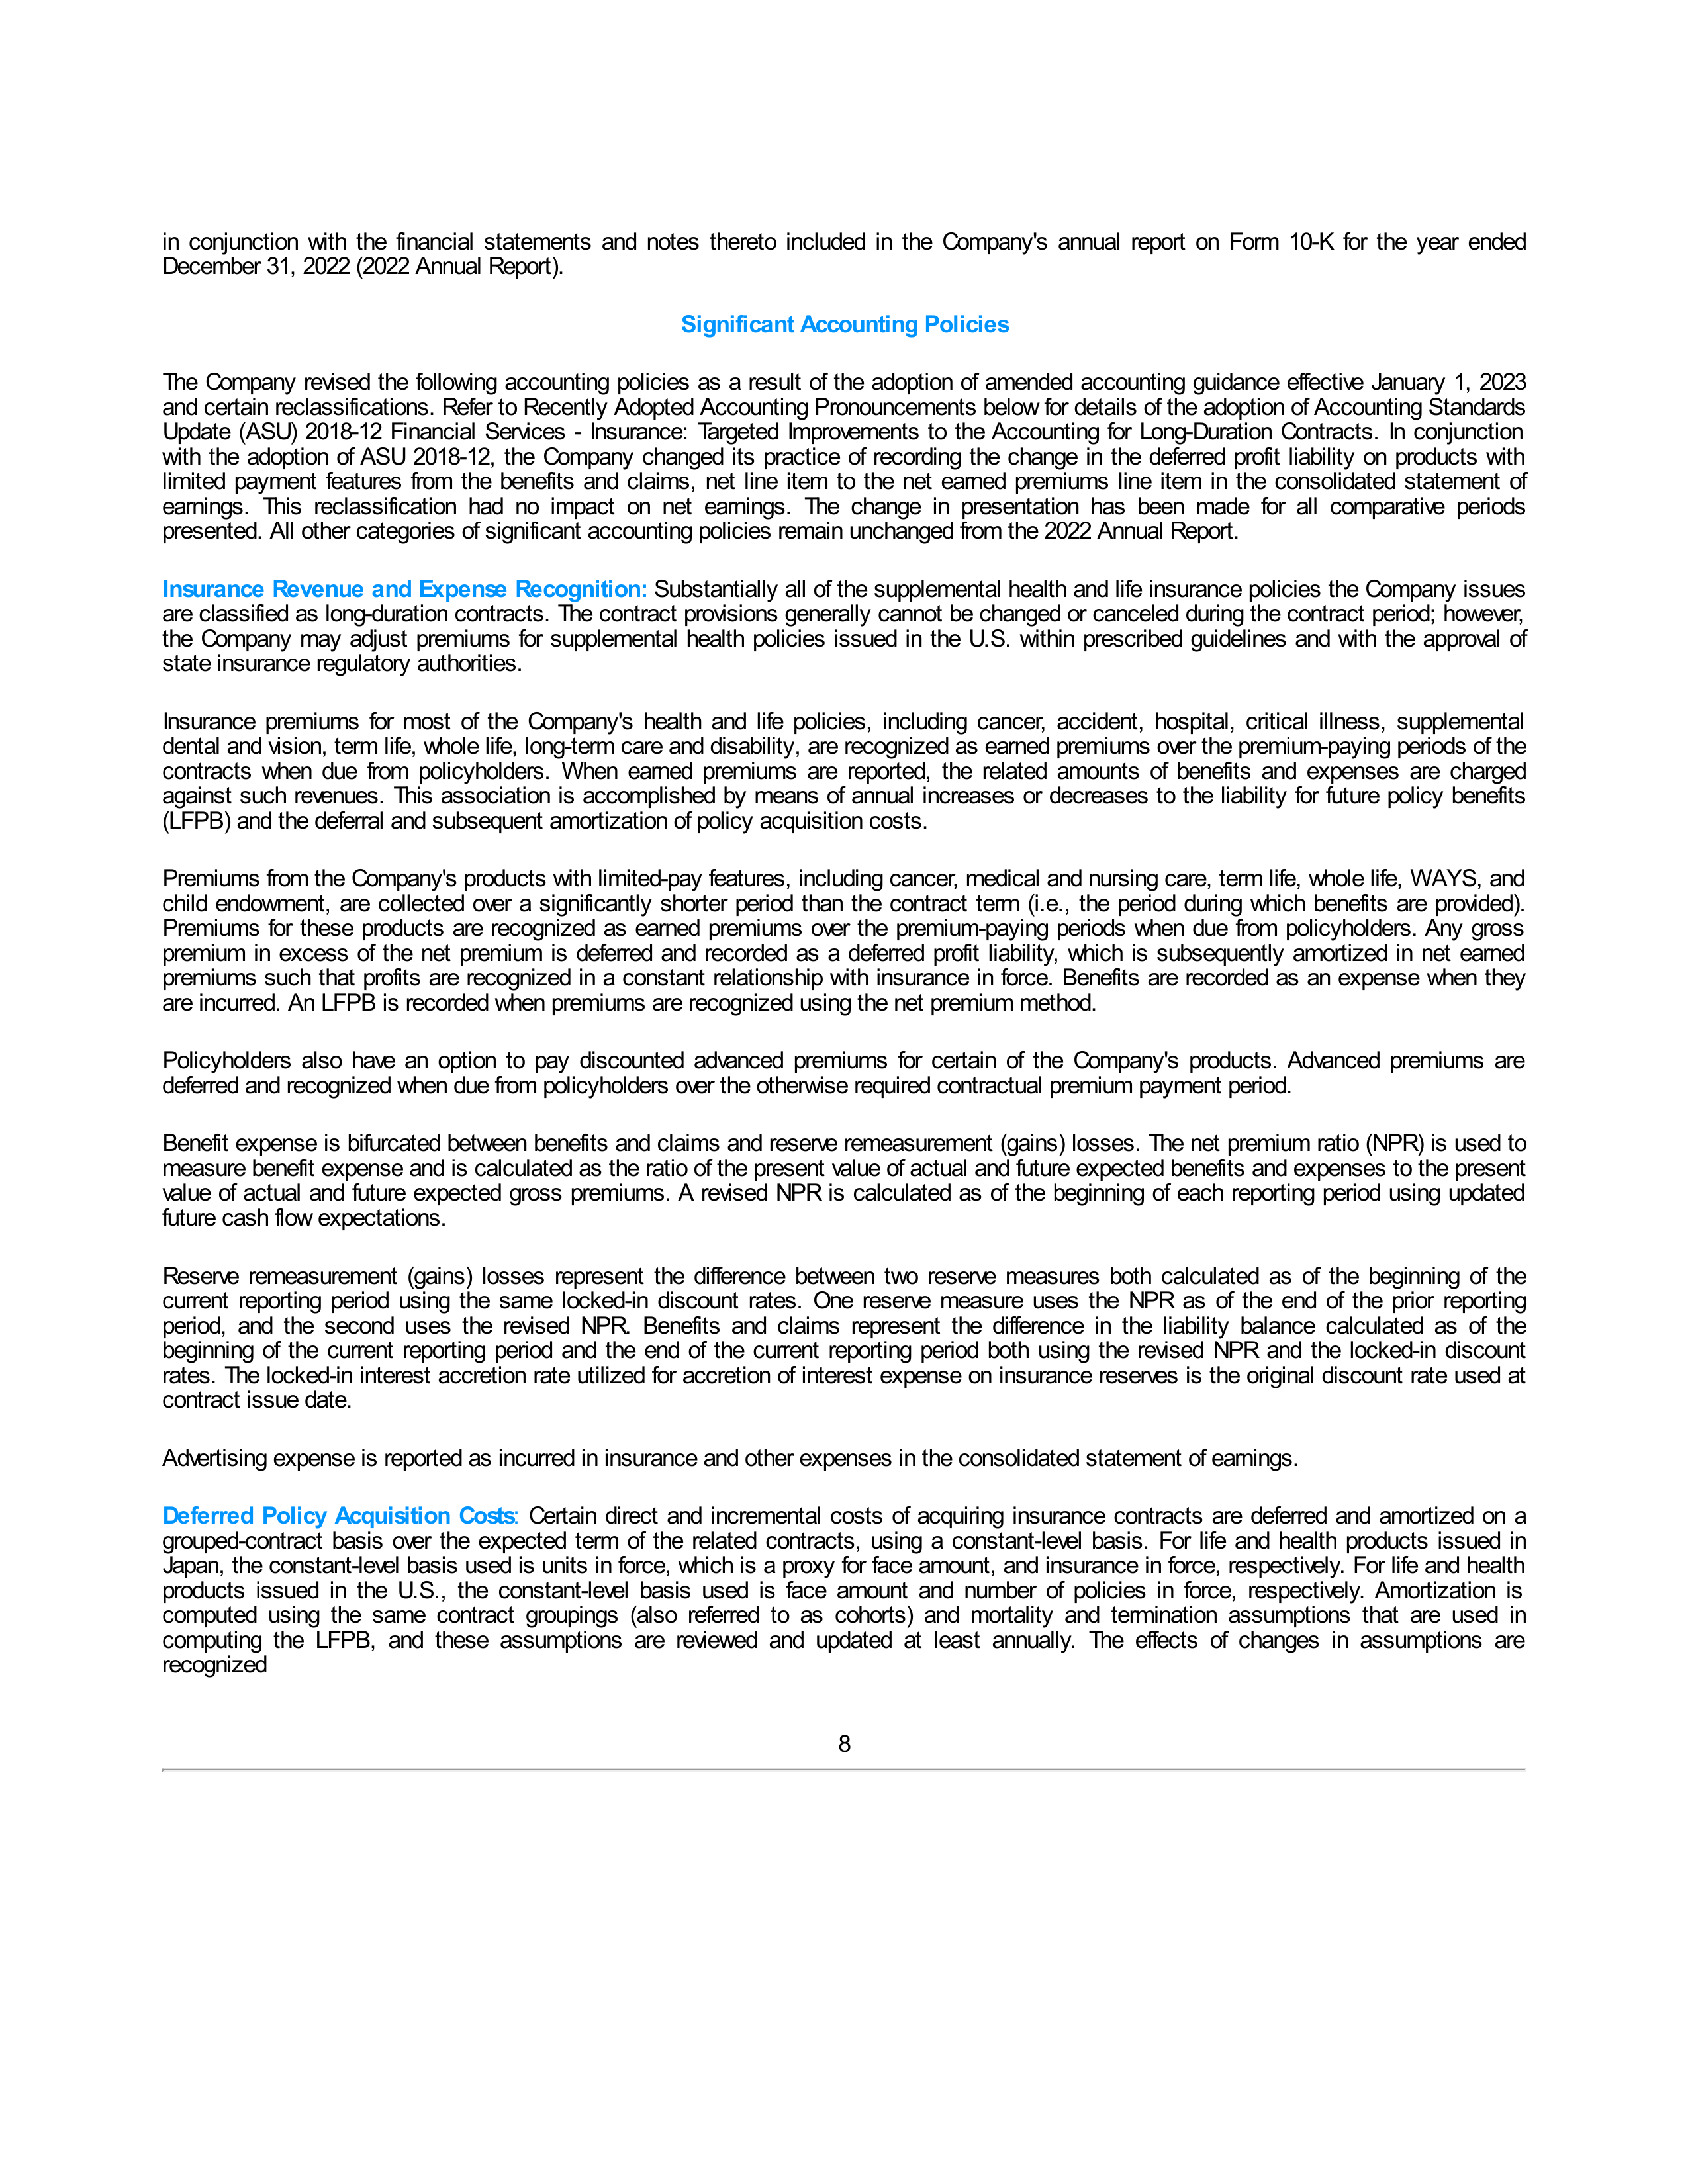 in conjunction with the financial statements and notes thereto included in the Company's annual report on Form 10-K for the year ended
December 31, 2022 (2022 Annual Report).
Significant Accounting Policies
The Company revised the following accounting policies as a result of the adoption of amended accounting guidance effective January 1, 2023
and certain reclassifications. Refer to Recently Adopted Accounting Pronouncements below for details of the adoption of Accounting Standards
Update (ASU) 2018-12 Financial Services - Insurance: Targeted Improvements to the Accounting for Long-Duration Contracts. In conjunction
with the adoption of ASU 2018-12, the Company changed its practice of recording the change in the deferred profit liability on products with
limited payment features from the benefits and claims, net line item to the net earned premiums line item in the consolidated statement of
earnings. This reclassification had no impact on net earnings. The change in presentation has been made for all comparative periods
presented. All other categories of significant accounting policies remain unchanged from the 2022 Annual Report.
Insurance Revenue and Expense Recognition: Substantially all of the supplemental health and life insurance policies the Company issues
are classified as long-duration contracts. The contract provisions generally cannot be changed or canceled during the contract period; however,
the Company may adjust premiums for supplemental health policies issued in the U.S. within prescribed guidelines and with the approval of
state insurance regulatory authorities.
Insurance premiums for most of the Company's health and life policies, including cancer, accident, hospital, critical illness, supplemental
dental and vision, term life, whole life, long-term care and disability, are recognized as earned premiums over the premium-paying periods of the
contracts when due from policyholders. When earned premiums are reported, the related amounts of benefits and expenses are charged
against such revenues. This association is accomplished by means of annual increases or decreases to the liability for future policy benefits
(LFPB) and the deferral and subsequent amortization of policy acquisition costs.
Premiums from the Company's products with limited-pay features, including cancer, medical and nursing care, term life, whole life, WAYS, and
child endowment, are collected over a significantly shorter period than the contract term (i.e., the period during which benefits are provided).
Premiums for these products are recognized as earned premiums over the premium-paying periods when due from policyholders. Any gross
premium in excess of the net premium is deferred and recorded as a deferred profit liability, which is subsequently amortized in net earned
premiums such that profits are recognized in a constant relationship with insurance in force. Benefits are recorded as an expense when they
are incurred. An LFPB is recorded when premiums are recognized using the net premium method.
Policyholders also have an option to pay discounted advanced premiums for certain of the Company's products. Advanced premiums are
deferred and recognized when due from policyholders over the otherwise required contractual premium payment period.
Benefit expense is bifurcated between benefits and claims and reserve remeasurement (gains) losses. The net premium ratio (NPR) is used to
measure benefit expense and is calculated as the ratio of the present value of actual and future expected benefits and expenses to the present
value of actual and future expected gross premiums. A revised NPR is calculated as of the beginning of each reporting period using updated
future cash flow expectations.
Reserve remeasurement (gains) losses represent the difference between two reserve measures both calculated as of the beginning of the
current reporting period using the same locked-in discount rates. One reserve measure uses the NPR as of the end of the prior reporting
period, and the second uses the revised NPR. Benefits and claims represent the difference in the liability balance calculated as of the
beginning of the current reporting period and the end of the current reporting period both using the revised NPR and the locked-in discount
rates. The locked-in interest accretion rate utilized for accretion of interest expense on insurance reserves is the original discount rate used at
contract issue date.
Advertising expense is reported as incurred in insurance and other expenses in the consolidated statement of earnings.
Deferred Policy Acquisition Costs: Certain direct and incremental costs of acquiring insurance contracts are deferred and amortized on a
grouped-contract basis over the expected term of the related contracts, using a constant-level basis. For life and health products issued in
Japan, the constant-level basis used is units in force, which is a proxy for face amount, and insurance in force, respectively. For life and health
products issued in the U.S., the constant-level basis used is face amount and number of policies in force, respectively. Amortization is
computed using the same contract groupings (also referred to as cohorts) and mortality and termination assumptions that are used in
computing the LFPB, and these assumptions are reviewed and updated at least annually. The effects of changes in assumptions are
recognized
8